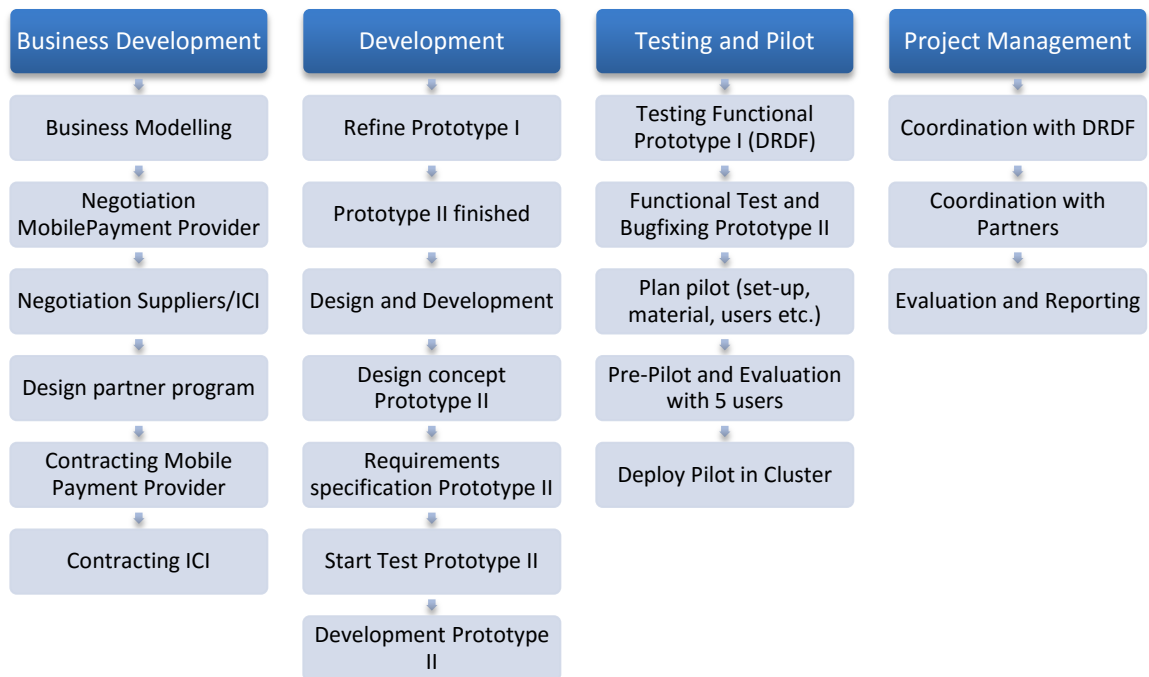 Business Development
Business Modelling
Negotiation
MobilePayment Provider
Negotiation Suppliers/ICI
Design partner program
Contracting Mobile
Payment Provider
Contracting ICI
Development
Refine Prototype I
Prototype II finished
Design and Development
Design concept
Prototype II
Requirements
specification Prototype II
Start Test Prototype II
Development Prototype
II
Testing and Pilot
Testing Functional
Prototype I (DRDF)
Functional Test and
Bugfixing Prototype II
Plan pilot (set-up,
material, users etc.)
Pre-Pilot and Evaluation
with 5 users
Deploy Pilot in Cluster
Project Management
Coordination with DRDF
Coordination with
Partners
Evaluation and Reporting